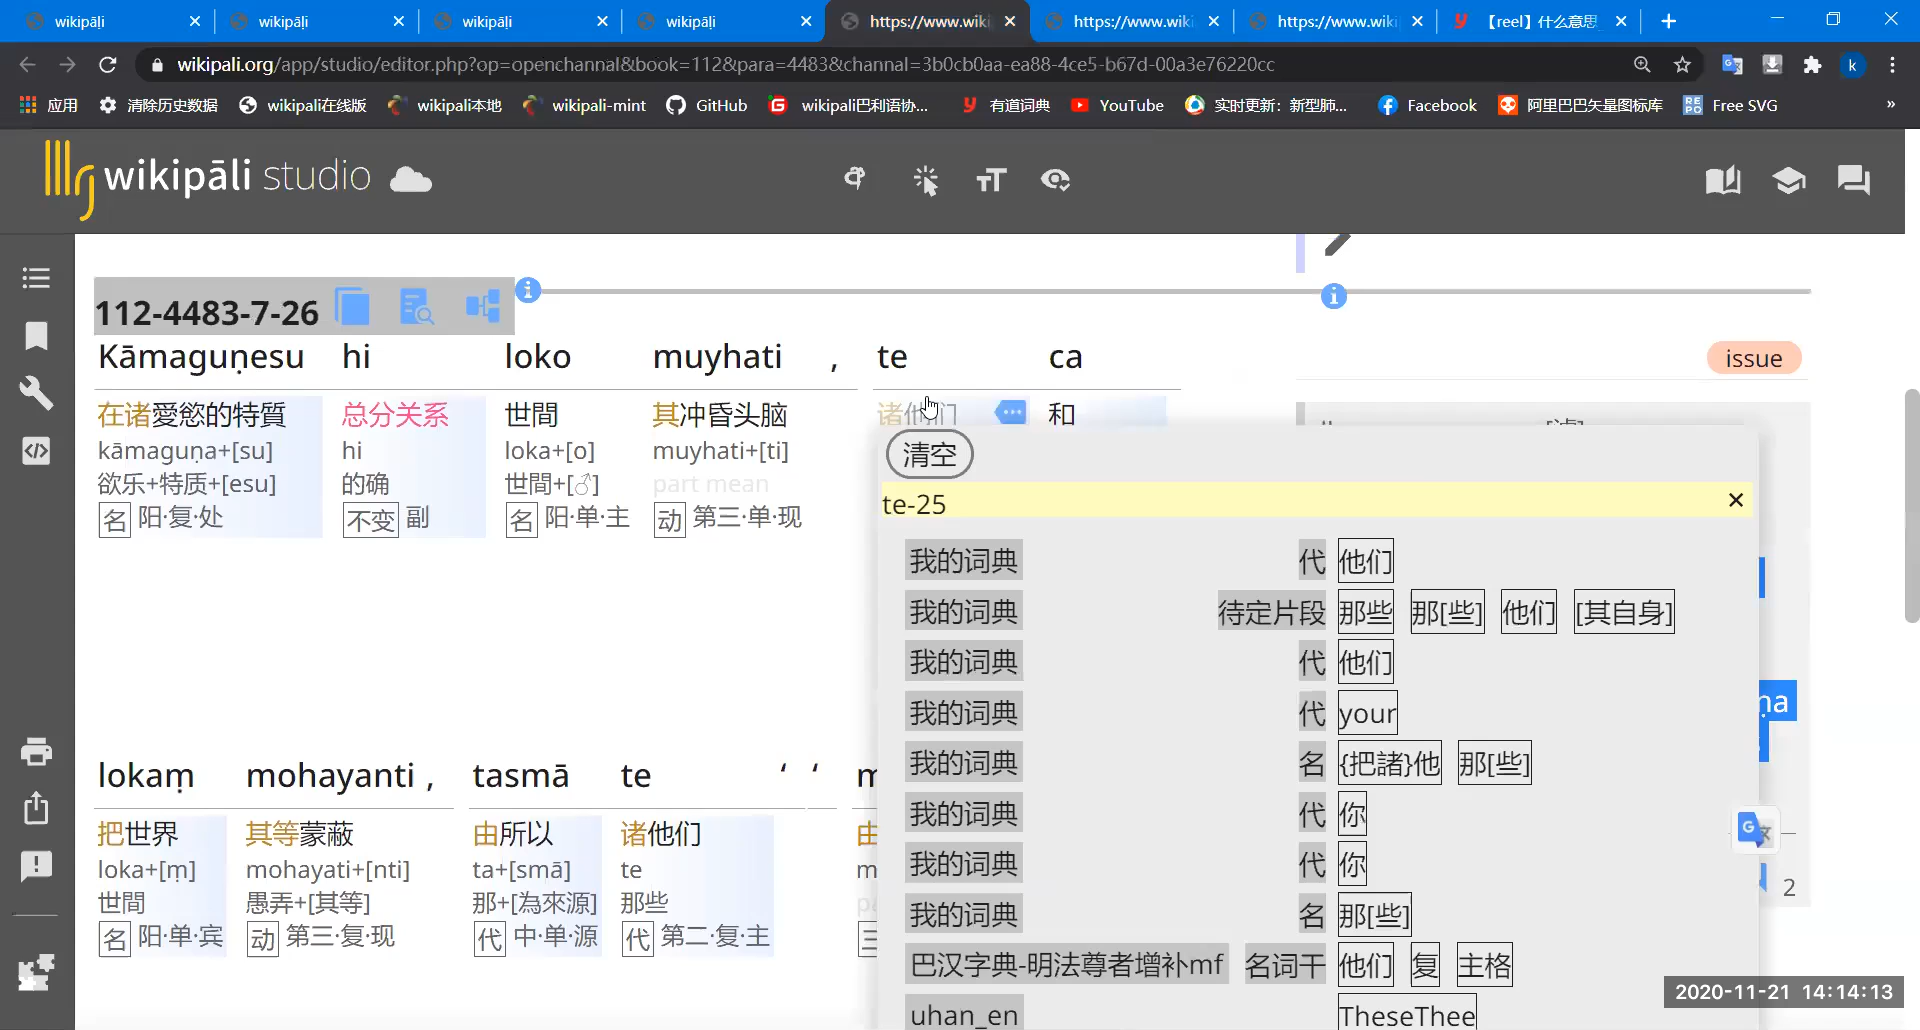 wikipāli wikipāli wikipāli wikipāli https://www.wiki https://www.wiki https://www.wiki 【reel】什么意思
wikipali.org/app/studio/editor.php?op=openchannal&book=112&para=4483&channal=3b0cb0aa-ea88-4ce5-b67d-00a3e76220cc
k
应用 清除历史数据 wikipali在线版 wikipali本地 wikipali-mint GitHub wikipali巴利语协... 有道词典 YouTube 实时更新：新型肺... Facebook 阿里巴巴矢量图标库 Free SVG »
wikipāli studio
112-4483-7-26
Kāmaguṇesu hi loko muyhati , te ca
issue
在诸愛慾的特質 总分关系 世間 其冲昏头脑 诸他们 和
kāmaguṇa+[su] hi loka+[o] muyhati+[ti]
欲乐+特质+[esu] 的确 世間+[♂] part mean
名 阳·复·处 不变 副 名 阳·单·主 动 第三·单·现
清空
te-25
我的词典 代 他们
我的词典 待定片段 那些 那[些] 他们 [其自身]
我的词典 代 他们
我的词典 代 your
我的词典 名 {把諸}他 那[些]
我的词典 代 你
我的词典 代 你
我的词典 名 那[些]
巴汉字典-明法尊者增补mf 名词干 他们 复 主格
uhan_en TheseThee
ṇa
2
lokaṃ mohayanti , tasmā te ‘ ‘ m
把世界 其等蒙蔽 由所以 诸他们 由
loka+[ṃ] mohayati+[nti] ta+[smā] te m
世間 愚弄+[其等] 那+[為來源] 那些 pa
名 阳·单·宾 动 第三·复·现 代 中·单·源 代 第二·复·主 三
2020-11-21 14:14:13